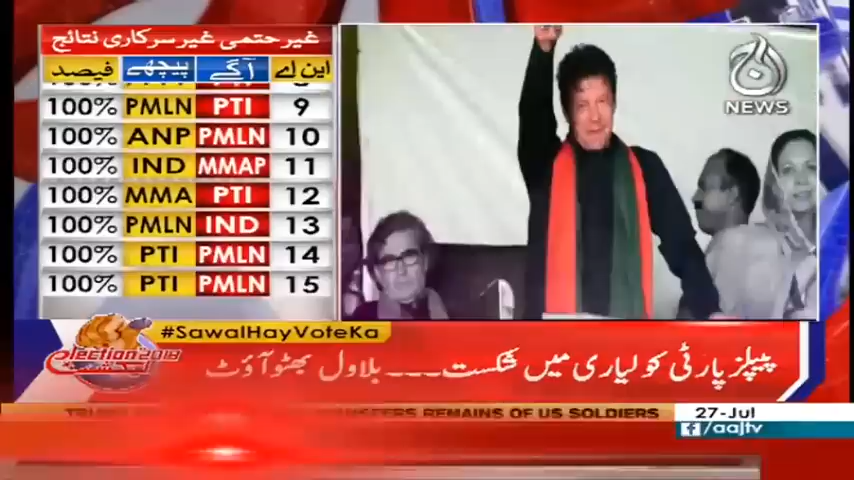 غیر حتمی غیر سرکاری نتائج
این اے آگے پیچھے فیصد
9 PTI PMLN 100%
10 PMLN ANP 100%
11 MMAP IND 100%
12 PTI MMA 100%
13 IND PMLN 100%
14 PMLN PTI 100%
15 PMLN PTI 100%
آج
NEWS
#SawalHayVoteKa
election 2018
پیپلز پارٹی کو لیاری میں شکست۔۔۔ بلاول بھٹو آؤٹ
REMAINS OF US SOLDIERS
27-Jul
f/aajtv